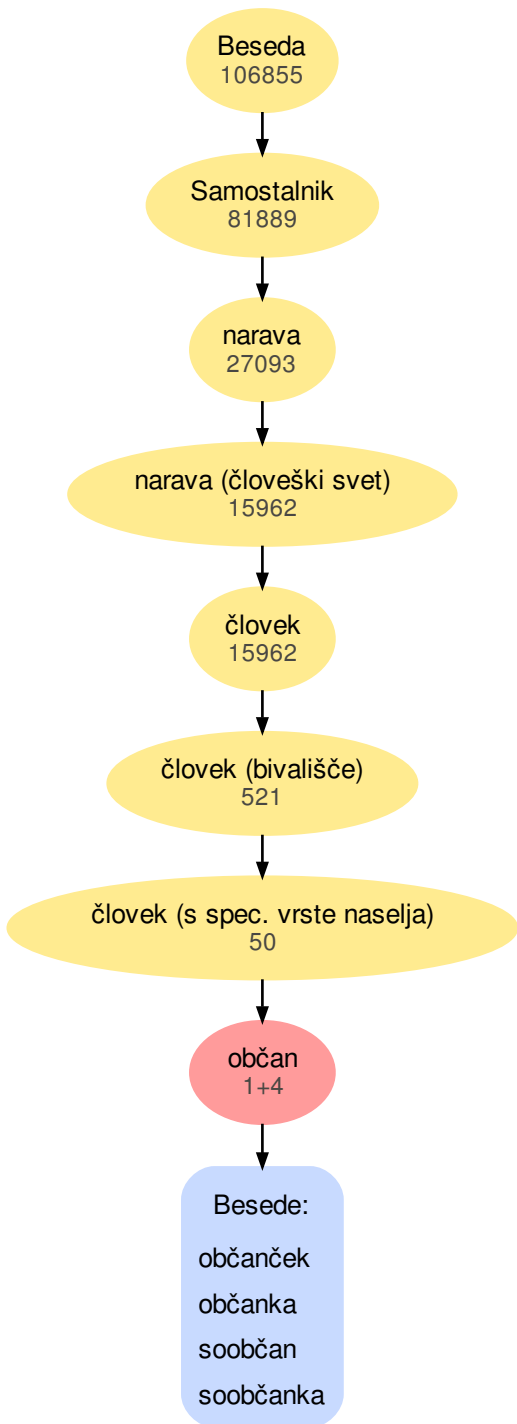 Beseda
106855
Samostalnik
81889
narava
27093
narava (človeški svet)
15962
človek
15962
človek (bivališče)
521
človek (s spec. vrste naselja)
50
občan
1+4
Besede:
občanček
občanka
soobčan
soobčanka